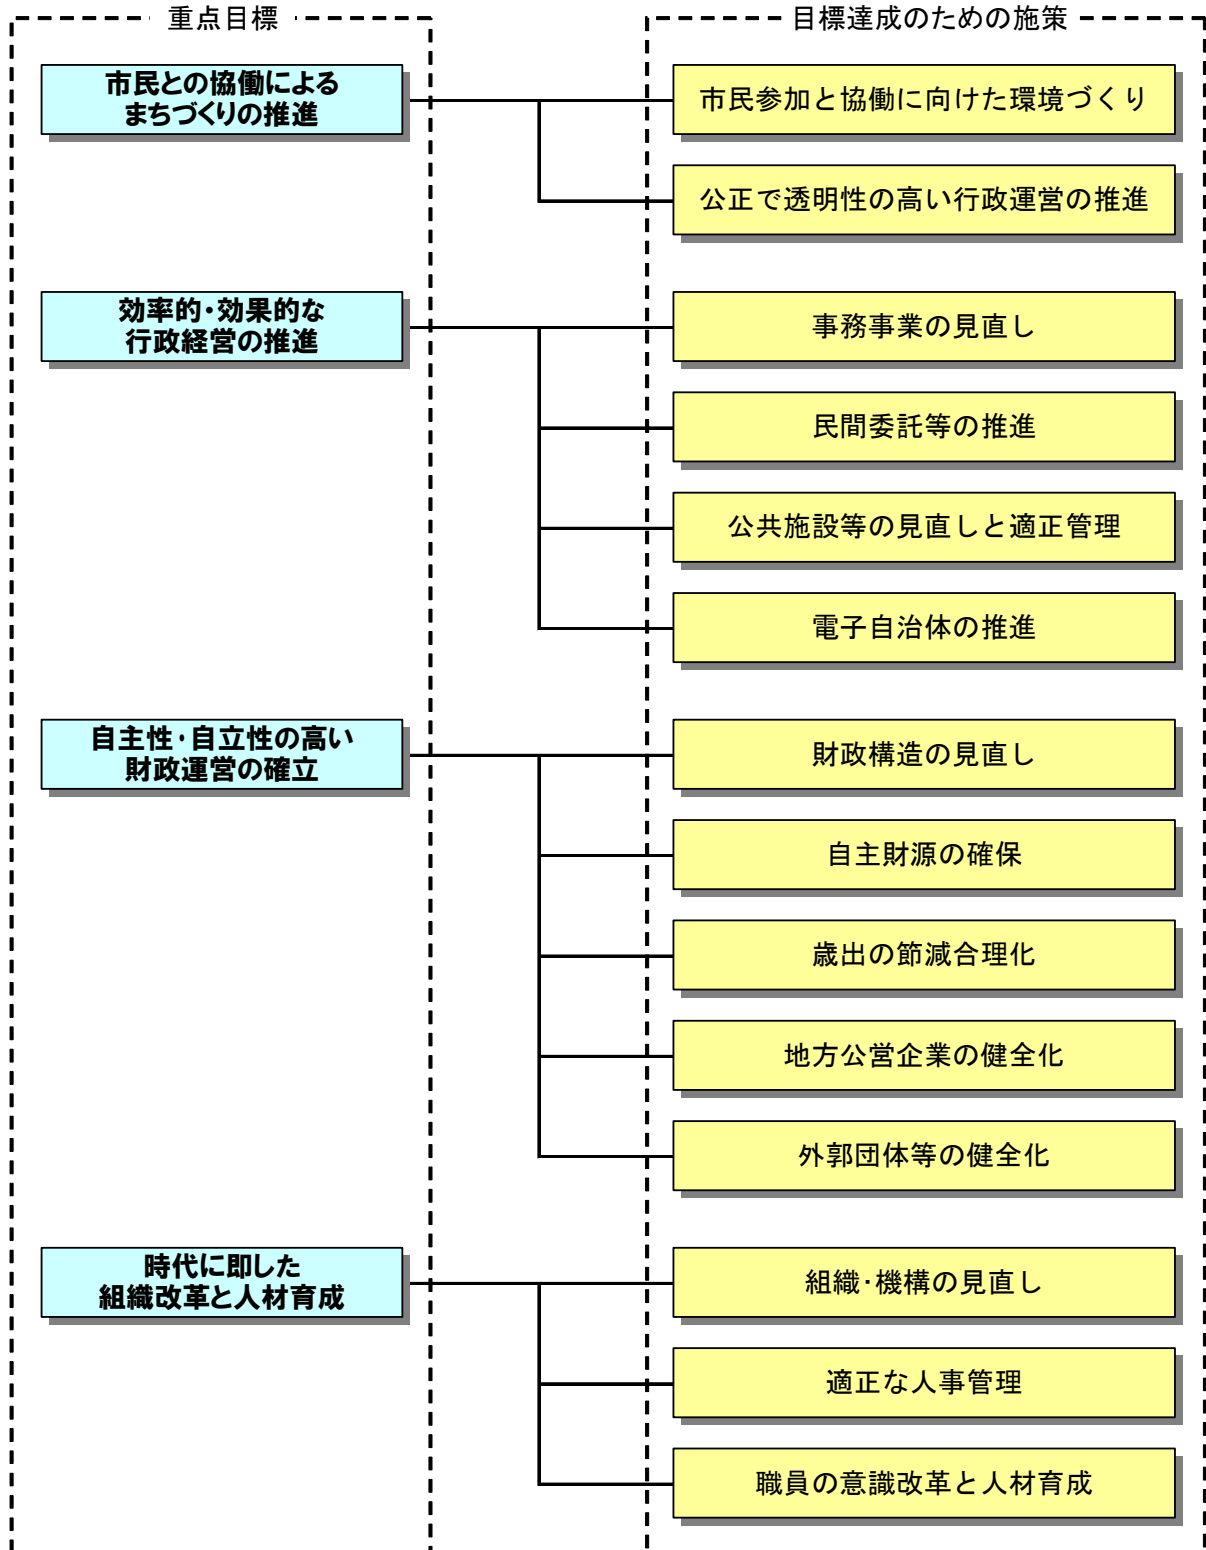 重点目標
目標達成のための施策
市民との協働による
まちづくりの推進
市民参加と協働に向けた環境づくり
公正で透明性の高い行政運営の推進
効率的・効果的な
行政経営の推進
事務事業の見直し
民間委託等の推進
公共施設等の見直しと適正管理
電子自治体の推進
自主性・自立性の高い
財政運営の確立
財政構造の見直し
自主財源の確保
歳出の節減合理化
地方公営企業の健全化
外郭団体等の健全化
時代に即した
組織改革と人材育成
組織・機構の見直し
適正な人事管理
職員の意識改革と人材育成